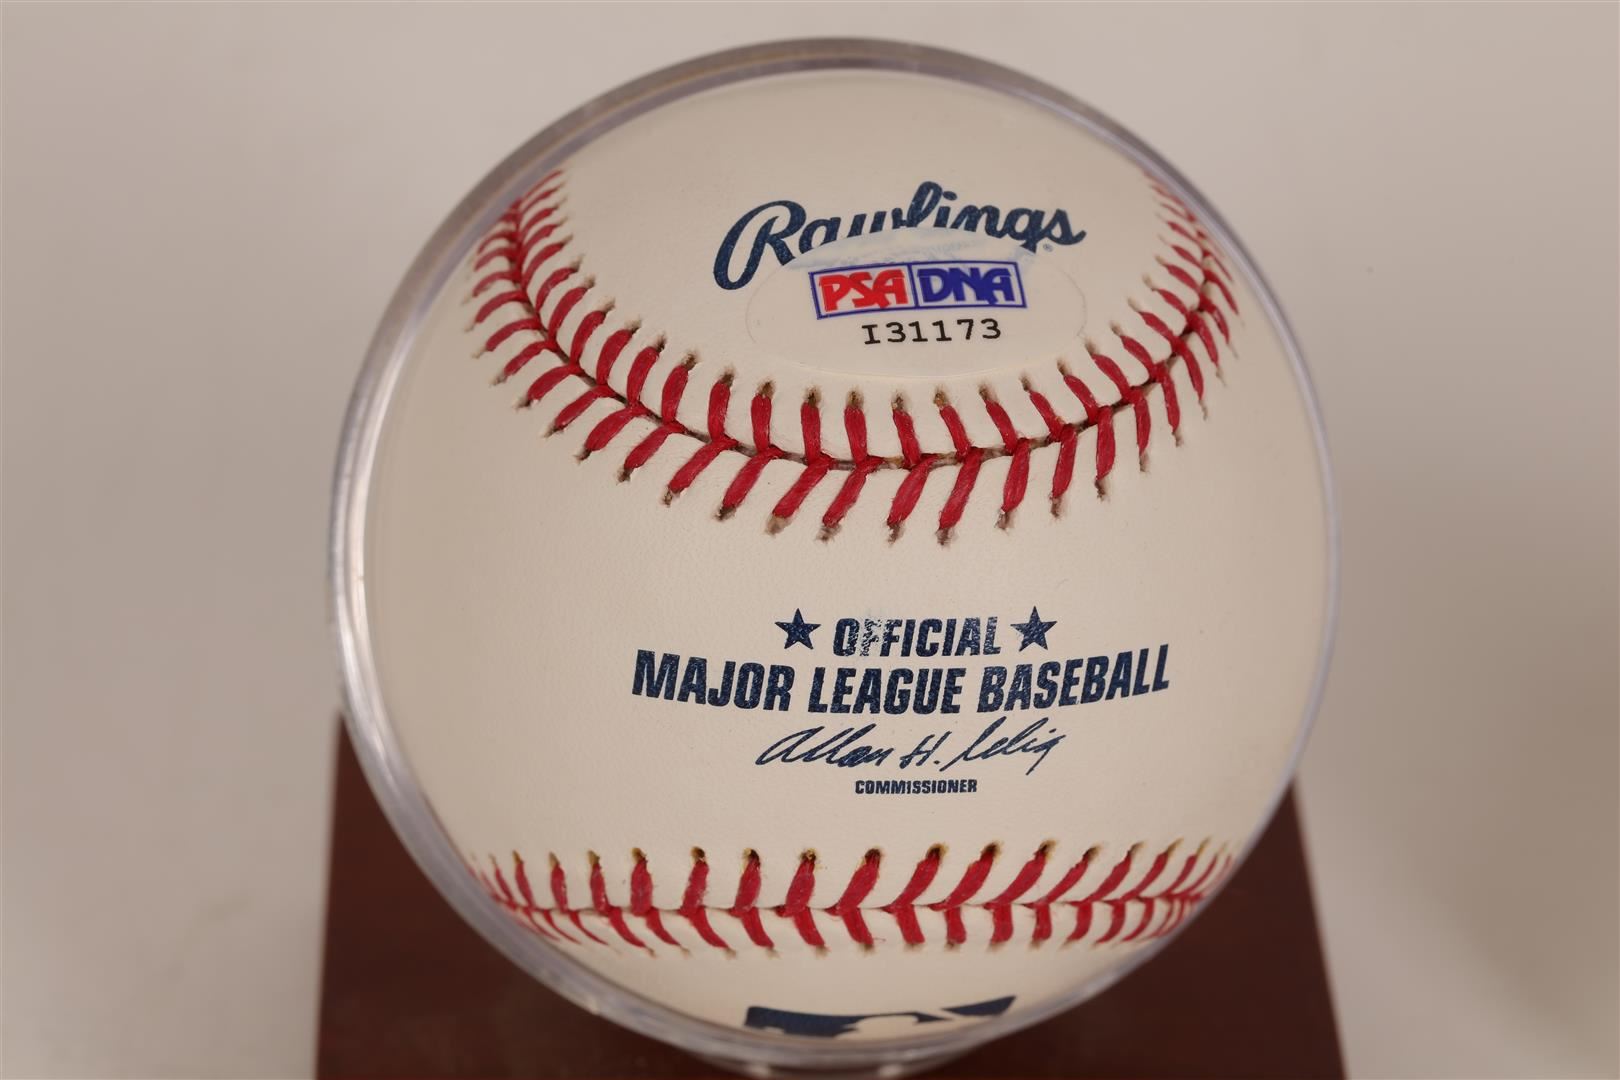 Rawlings®
PSA DNA
I31173
★ OFFICIAL ★
MAJOR LEAGUE BASEBALL
Allan H. Selig
COMMISSIONER